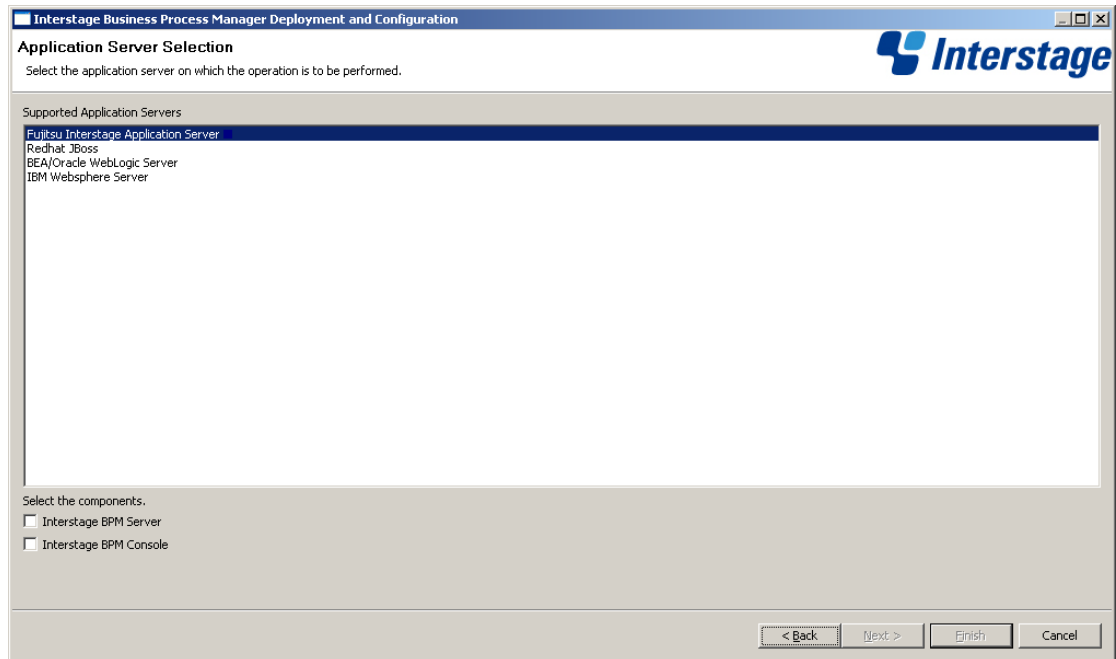 Interstage Business Process Manager Deployment and Configuration
Application Server Selection
Select the application server on which the operation is to be performed.
Interstage
Supported Application Servers
Fujitsu Interstage Application Server
Redhat JBoss
BEA/Oracle WebLogic Server
IBM Websphere Server
Select the components.
Interstage BPM Server
Interstage BPM Console
< Back Next > Finish Cancel